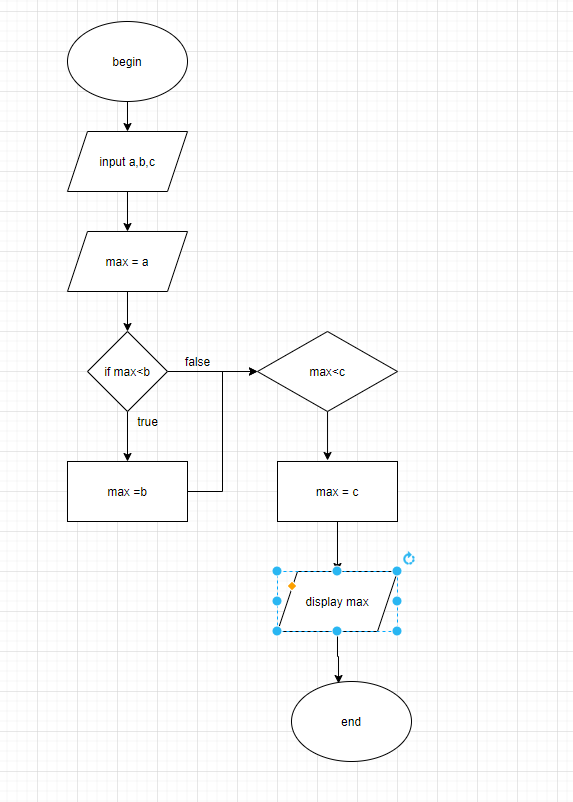 begin
input a,b,c
max = a
if max<b
false
max<c
true
max =b
max = c
display max
end